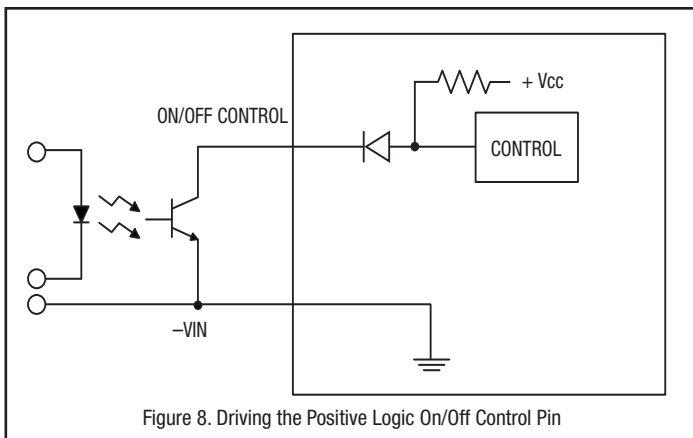 + Vcc
ON/OFF CONTROL
CONTROL
–VIN
Figure 8. Driving the Positive Logic On/Off Control Pin